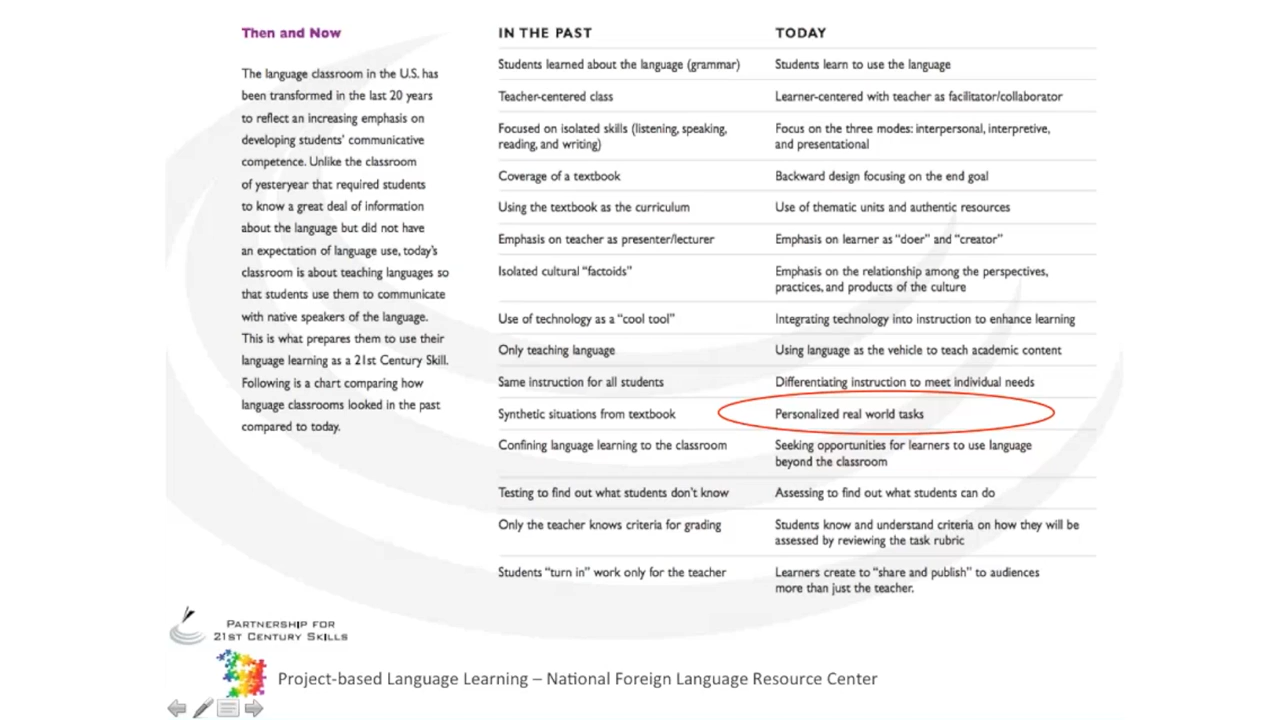 Then and Now
The language classroom in the U.S. has
been transformed in the last 20 years
to reflect an increasing emphasis on
developing students' communicative
competence. Unlike the classroom
of yesteryear that required students
to know a great deal of information
about the language but did not have
an expectation of language use, today's
classroom is about teaching languages so
that students use them to communicate
with native speakers of the language.
This is what prepares them to use their
language learning as a 21st Century Skill.
Following is a chart comparing how
language classrooms looked in the past
compared to today.
IN THE PAST TODAY
Students learned about the language (grammar) Students learn to use the language
Teacher-centered class Learner-centered with teacher as facilitator/collaborator
Focused on isolated skills (listening, speaking, Focus on the three modes: interpersonal, interpretive,
reading, and writing) and presentational
Coverage of a textbook Backward design focusing on the end goal
Using the textbook as the curriculum Use of thematic units and authentic resources
Emphasis on teacher as presenter/lecturer Emphasis on learner as “doer” and “creator”
Isolated cultural “factoids” Emphasis on the relationship among the perspectives,
practices, and products of the culture
Use of technology as a “cool tool” Integrating technology into instruction to enhance learning
Only teaching language Using language as the vehicle to teach academic content
Same instruction for all students Differentiating instruction to meet individual needs
Synthetic situations from textbook Personalized real world tasks
Confining language learning to the classroom Seeking opportunities for learners to use language
beyond the classroom
Testing to find out what students don't know Assessing to find out what students can do
Only the teacher knows criteria for grading Students know and understand criteria on how they will be
assessed by reviewing the task rubric
Students “turn in” work only for the teacher Learners create to “share and publish” to audiences
more than just the teacher.
PARTNERSHIP FOR
21ST CENTURY SKILLS
Project-based Language Learning – National Foreign Language Resource Center